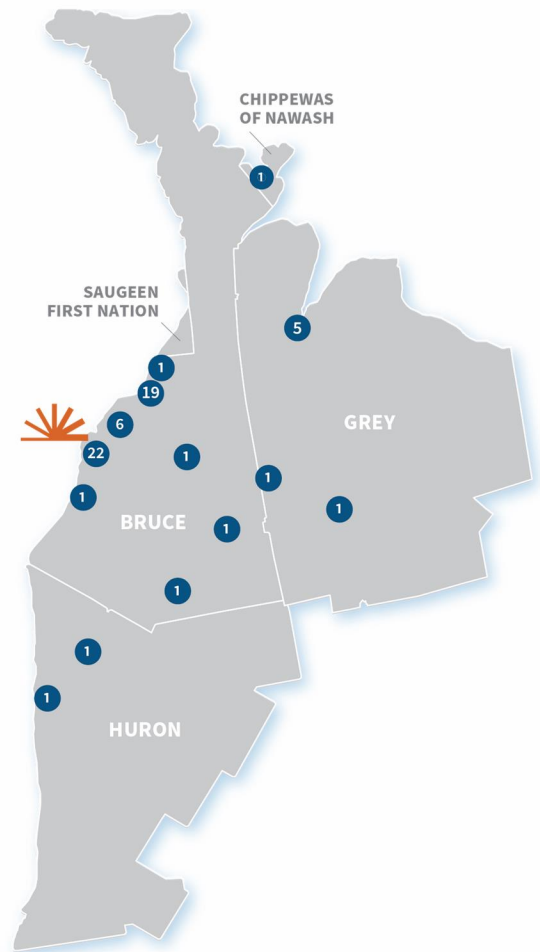 CHIPPEWAS
OF NAWASH
1
SAUGEEN
FIRST NATION
5
1
19
6
GREY
22
1
1
1
1
BRUCE
1
1
1
1
HURON